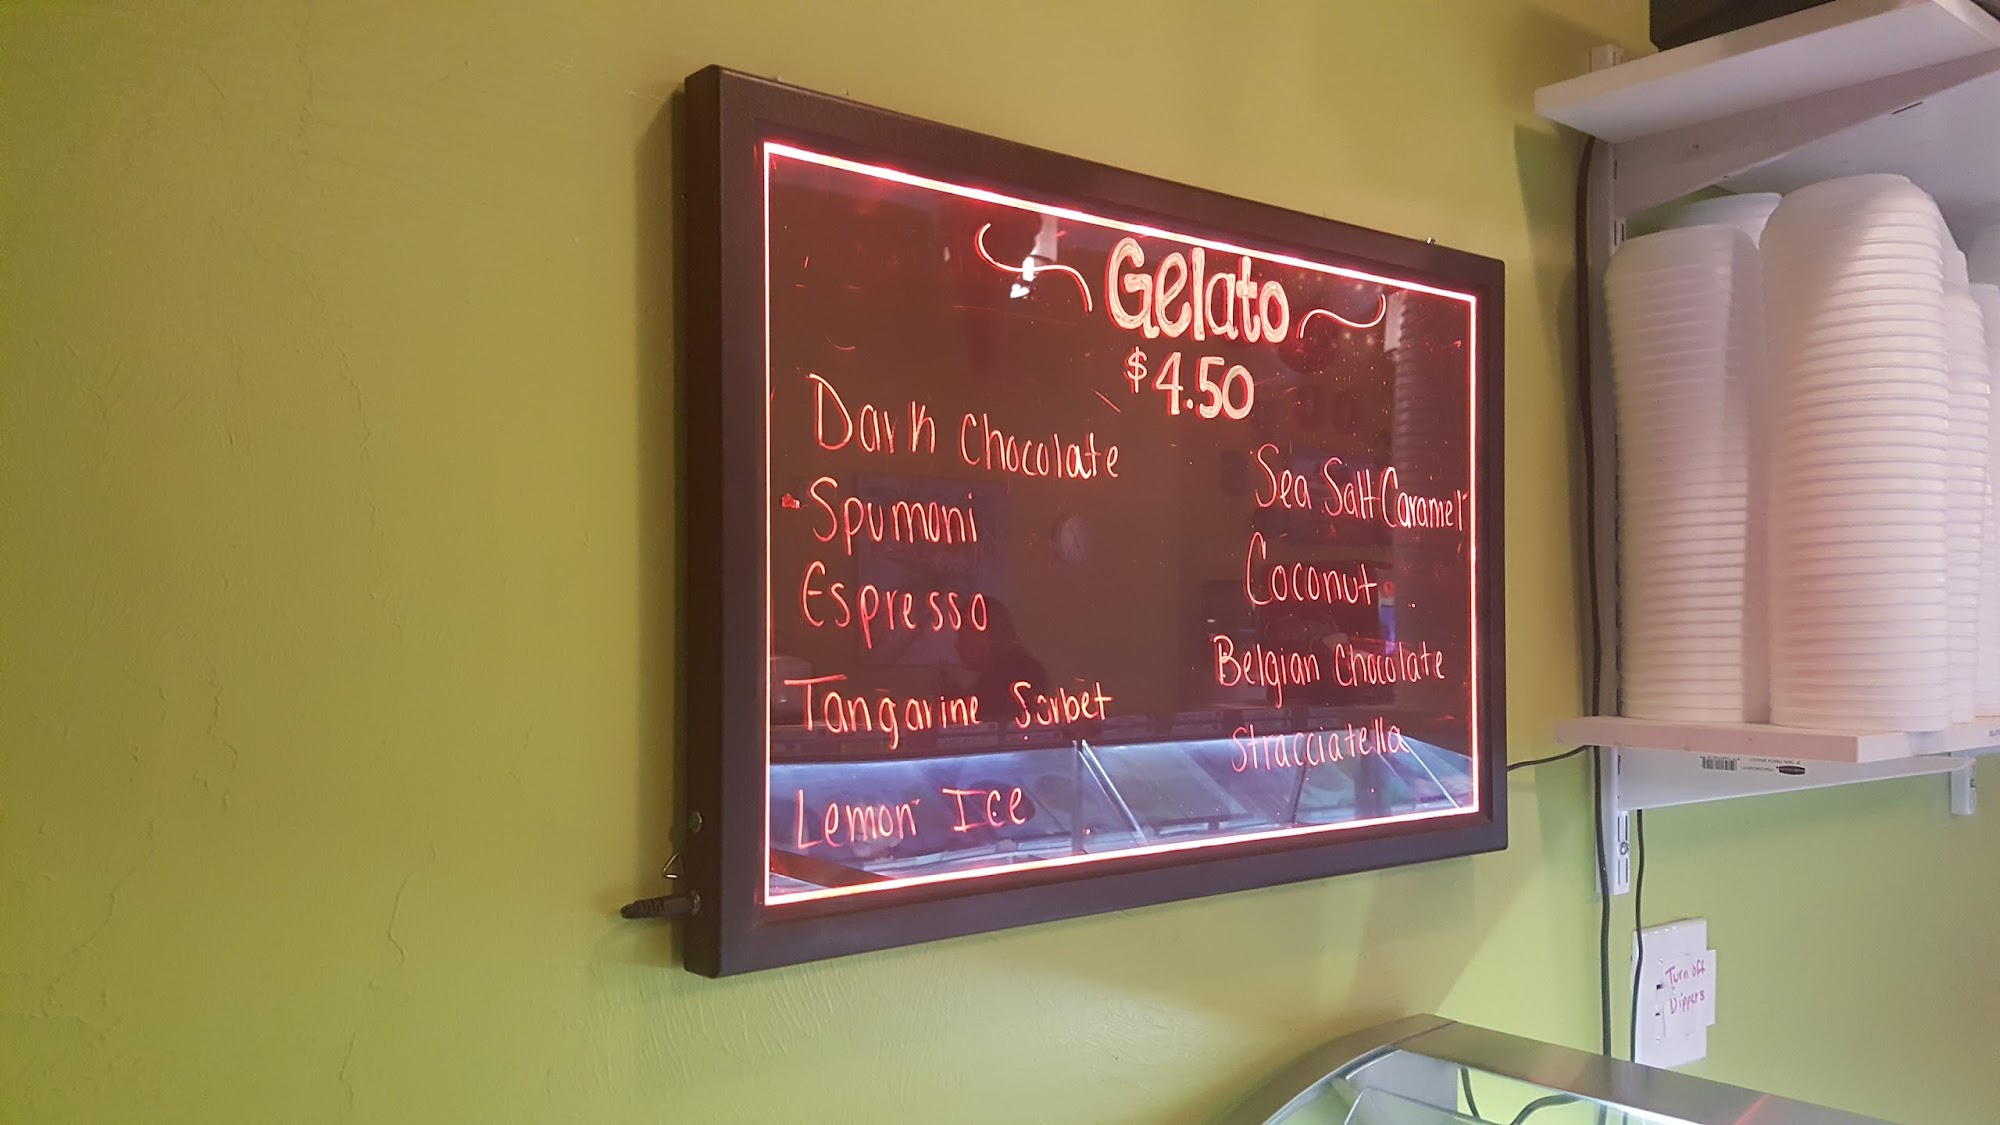 Gelato
$4.50
Dark Chocolate
Spumoni
Espresso
Tangarine Sorbet
Lemon Ice
Sea Salt Caramel
Coconut
Belgian Chocolate
Stracciatella
Turn off
Dippers